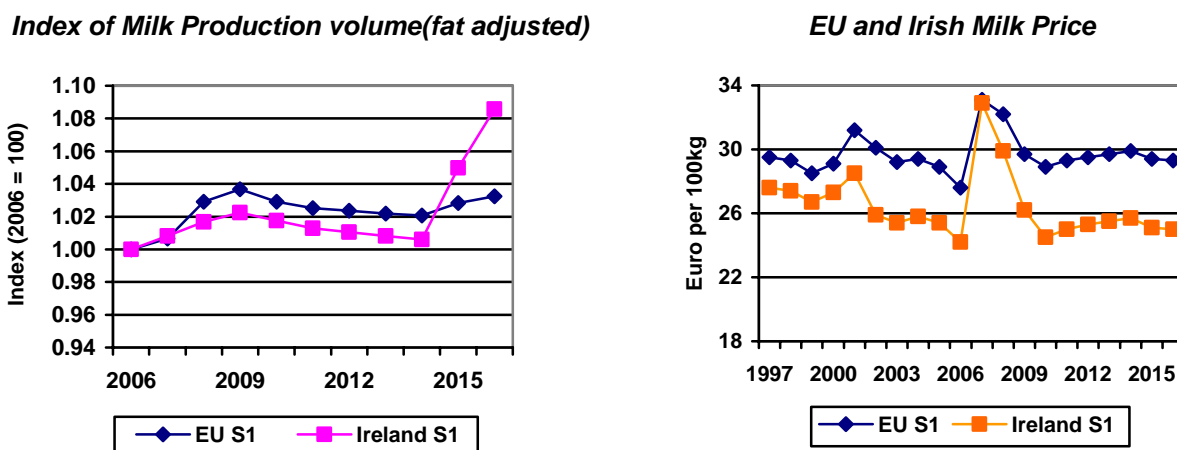 Index of Milk Production volume(fat adjusted)
Index (2006 = 100)
1.10
1.08
1.06
1.04
1.02
1.00
0.98
0.96
0.94
2006 2009 2012 2015
EU S1 Ireland S1
EU and Irish Milk Price
Euro per 100kg
34
30
26
22
18
1997 2000 2003 2006 2009 2012 2015
EU S1 Ireland S1